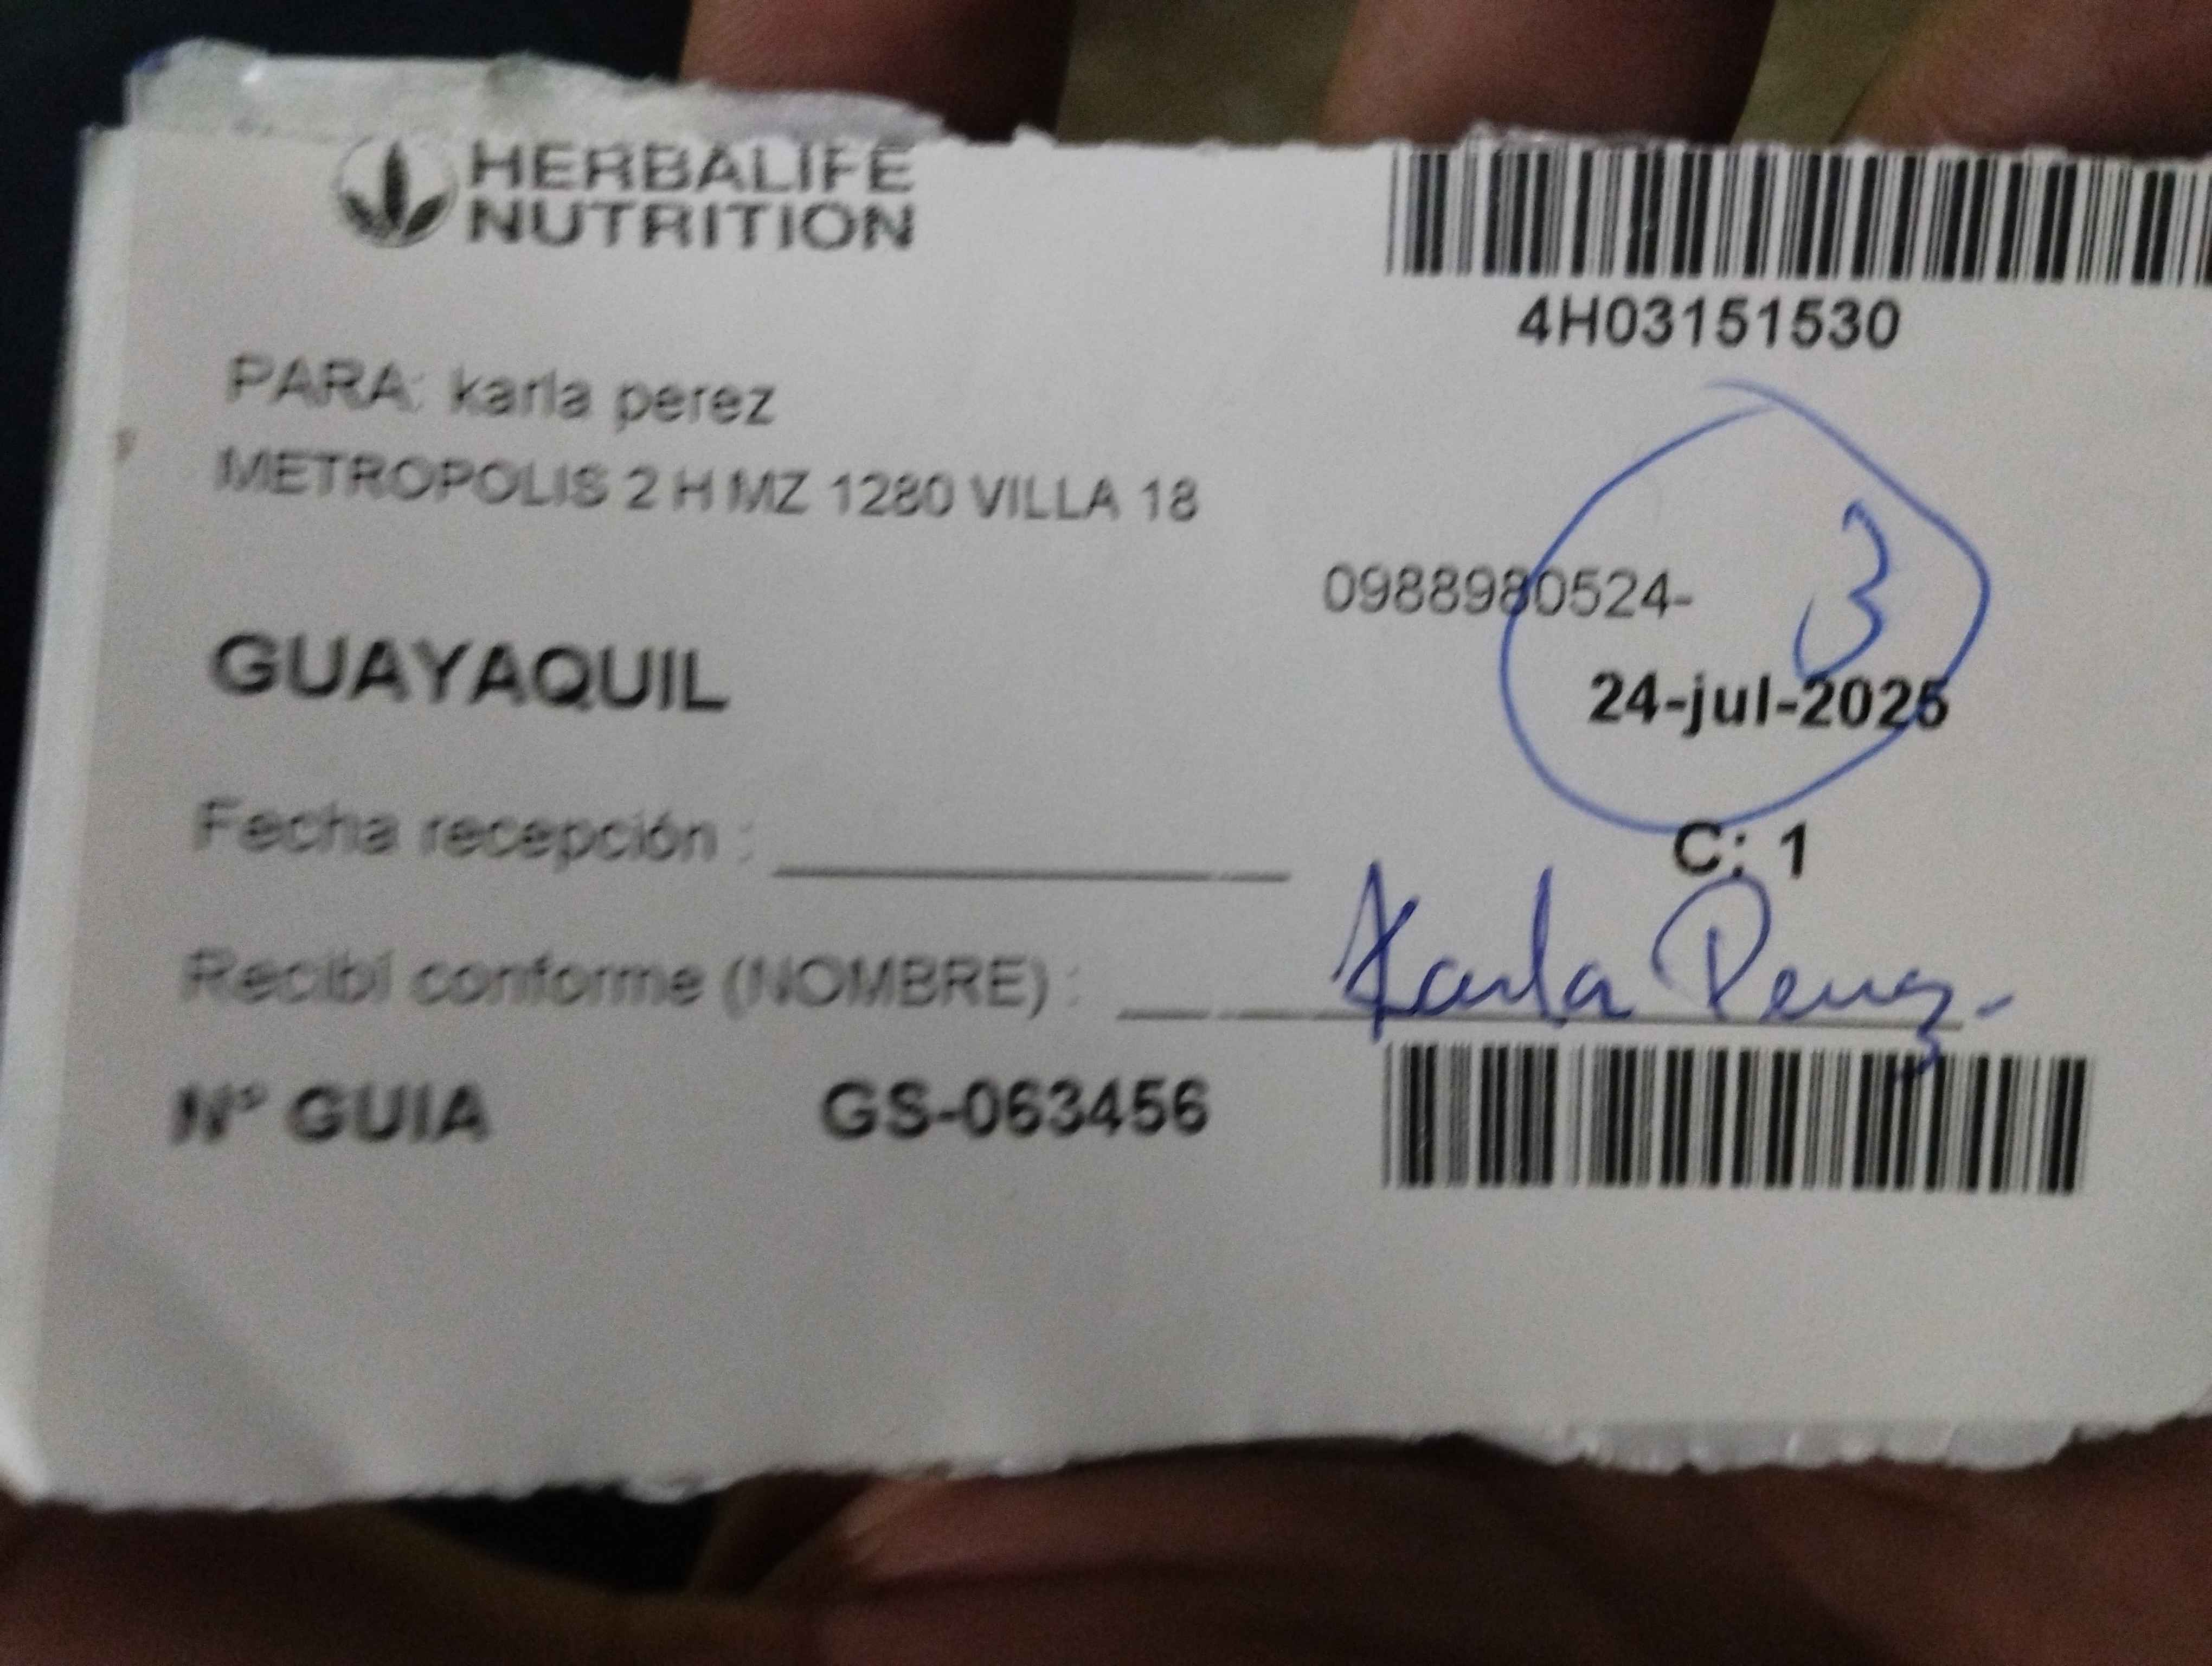 HERBALIFE
NUTRITION
4H03151530
PARA: karla perez
METROPOLIS 2 H MZ 1280 VILLA 18
0988980524-
3
GUAYAQUIL
24-jul-2025
Fecha recepción :
C: 1
Recibí conforme (NOMBRE) : Karla Perez-
N° GUIA GS-063456